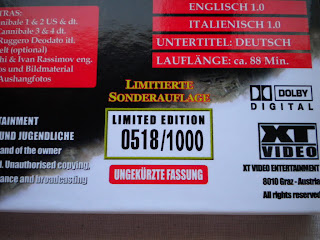 TRAS:
nibale 1 & 2 US & dt.
Cannibale 3 & 4 dt.
Ruggero Deodato itl.
elt (optional)
hi & Ivan Rassimov eng.
os und Bildmaterial
Aushangfotos
ENGLISCH 1.0
ITALIENISCH 1.0
UNTERTITEL: DEUTSCH
LAUFLÄNGE: ca. 88 Min.
LIMITIERTE
SONDERAUFLAGE
LIMITED EDITION
0518/1000
UNGEKÜRZTE FASSUNG
DOLBY
DIGITAL
XT
VIDEO
XT VIDEO ENTERTAINMENT
8010 Graz - Austria
All rights reserved
TAINMENT
UND JUGENDLICHE
and of the owner
d. Unauthorised copying,
ance and broadcasting